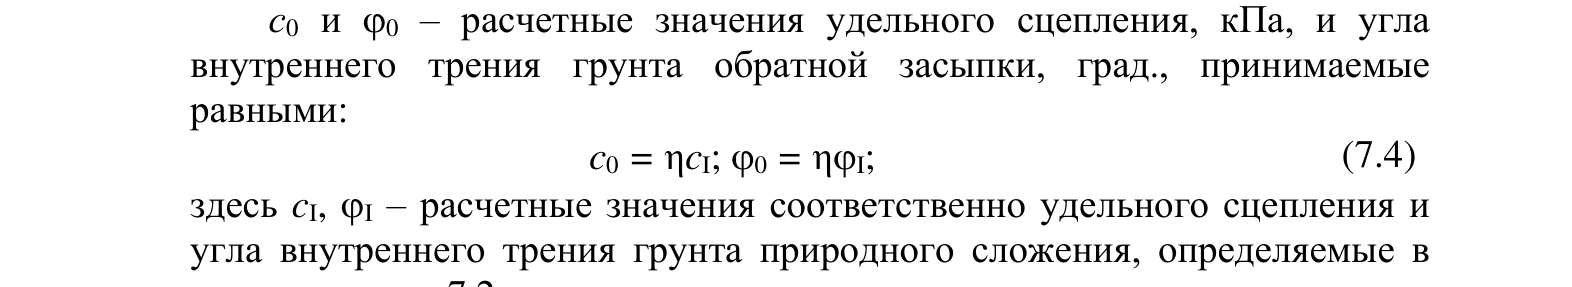 c₀ и φ₀ – расчетные значения удельного сцепления, кПа, и угла
внутреннего трения грунта обратной засыпки, град., принимаемые
равными:
c₀ = ηcI; φ₀ = ηφI; (7.4)
здесь cI, φI – расчетные значения соответственно удельного сцепления и
угла внутреннего трения грунта природного сложения, определяемые в